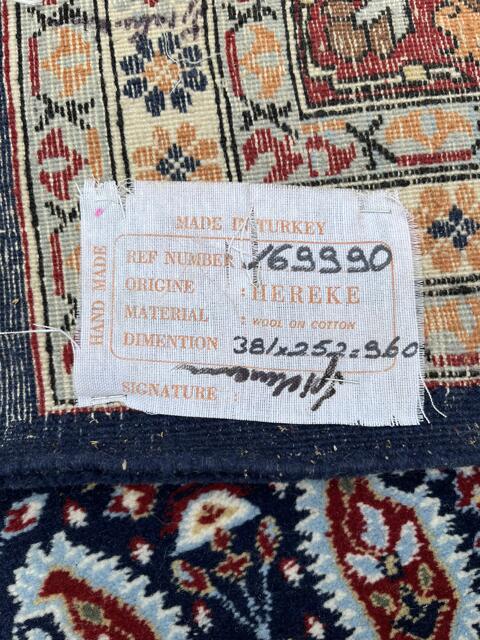 MADE IN TURKEY
HAND MADE
REF NUMBER : 169990
ORIGINE : HEREKE
MATERIAL : WOOL ON COTTON
DIMENTION 381x252=960
SIGNATURE :